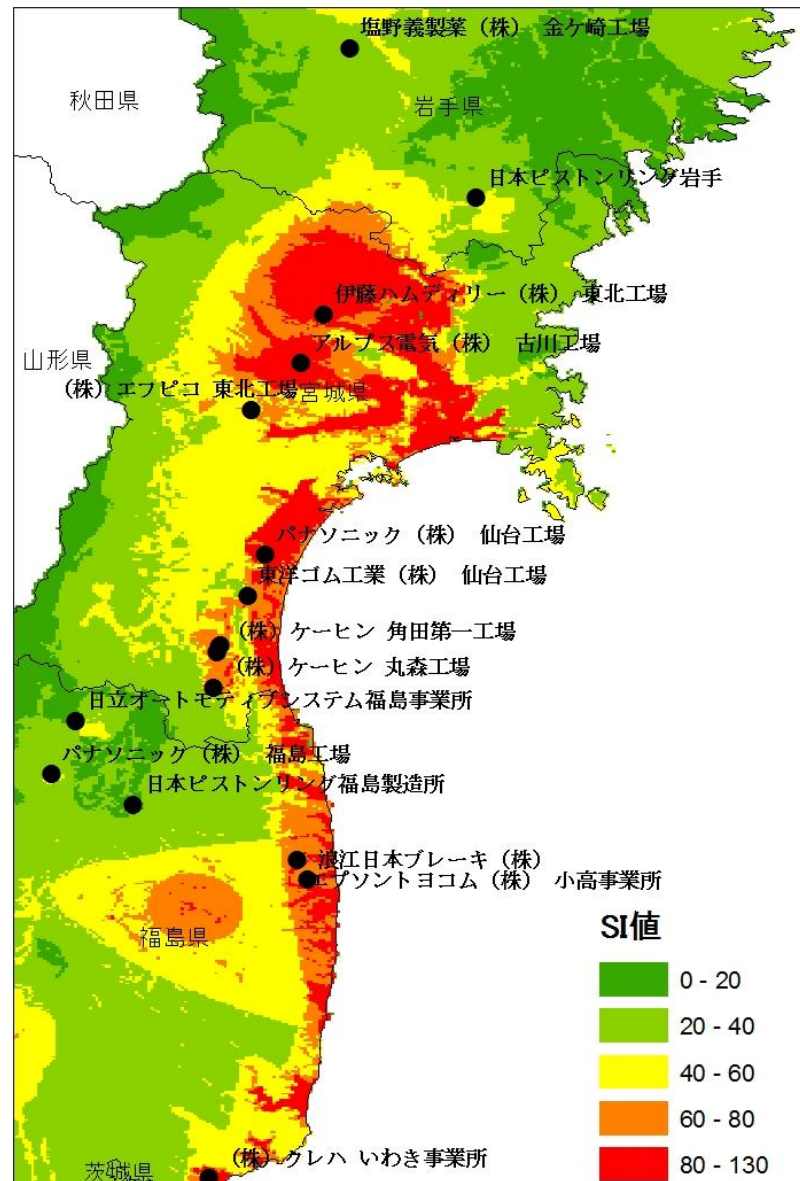 塩野義製薬（株） 金ケ崎工場
秋田県
岩手県
日本ピストンリング岩手
伊藤ハムディリー（株） 東北工場
アルプス電気（株） 古川工場
山形県
（株）エフピコ 東北工場
宮城県
パナソニック（株） 仙台工場
東洋ゴム工業（株） 仙台工場
（株）ケーヒン 角田第一工場
（株）ケーヒン 丸森工場
日立オートモティブシステム福島事業所
パナソニック（株） 福島工場
日本ピストンリング福島製造所
浪江日本ブレーキ（株）
エプソントヨコム（株） 小高事業所
福島県
SI値
0 - 20
20 - 40
40 - 60
60 - 80
80 - 130
（株）クレハ いわき事業所
茨城県